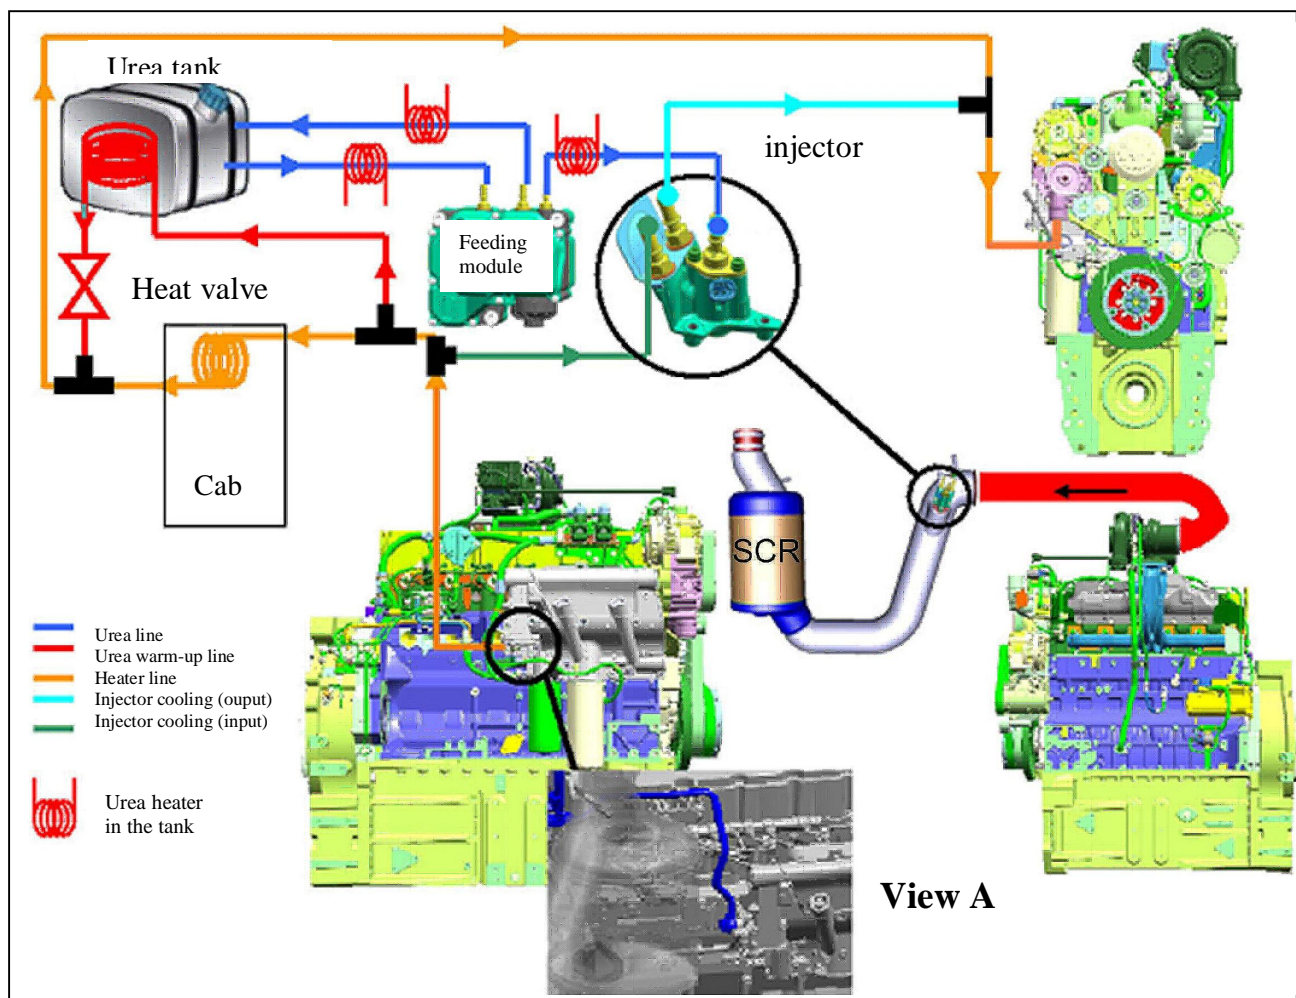 Urea tank
injector
Feeding
module
Heat valve
Cab
SCR
Urea line
Urea warm-up line
Heater line
Injector cooling (ouput)
Injector cooling (input)
Urea heater
in the tank
View A